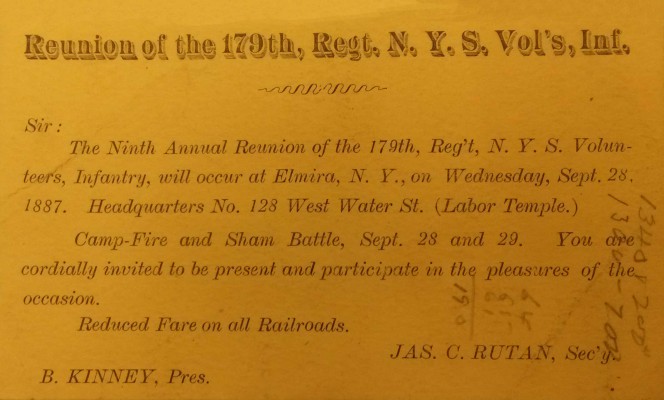 Reunion of the 179th, Regt. N. Y. S. Vol's, Inf.
Sir:
The Ninth Annual Reunion of the 179th, Reg't, N. Y. S. Volun-
teers, Infantry, will occur at Elmira, N. Y., on Wednesday, Sept. 28,
1887. Headquarters No. 128 West Water St. (Labor Temple.)
Camp-Fire and Sham Battle, Sept. 28 and 29. You are
cordially invited to be present and participate in the pleasures of the
occasion.
Reduced Fare on all Railroads.
JAS. C. RUTAN, Sec'y.
B. KINNEY, Pres.